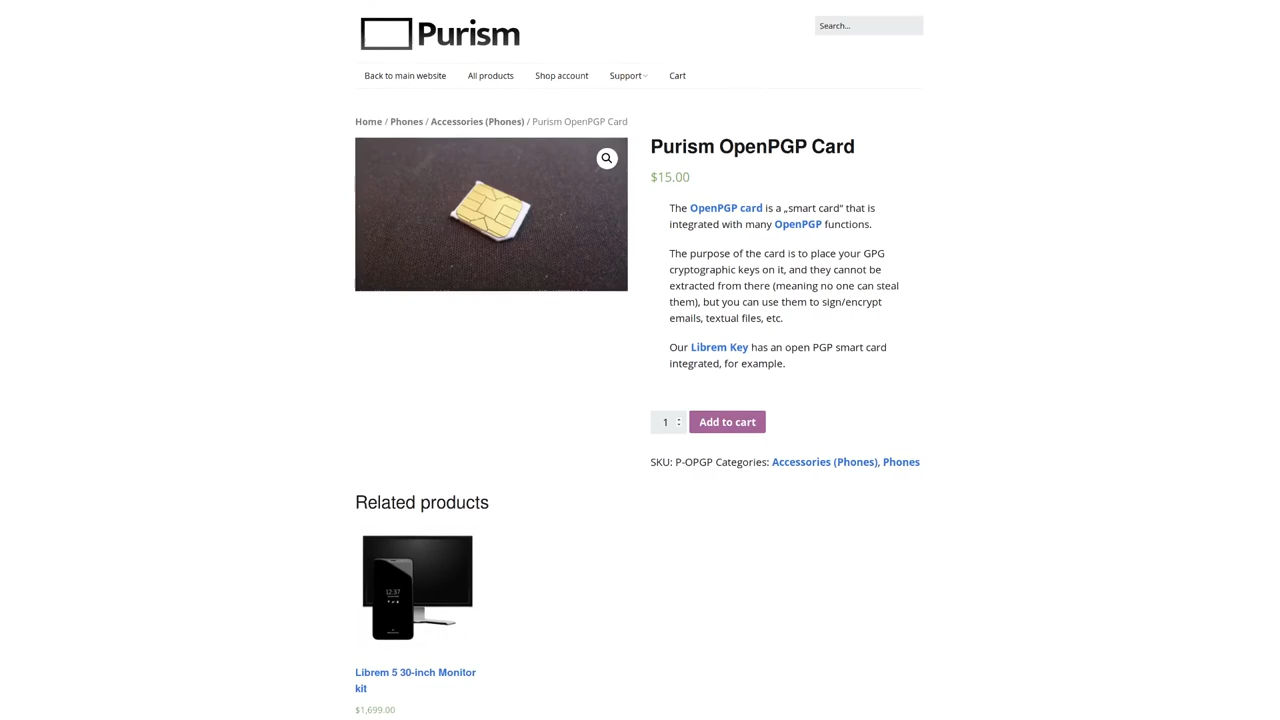 Purism
Search...
Back to main website
All products
Shop account
Support
Cart
Home / Phones / Accessories (Phones) / Purism OpenPGP Card
Purism OpenPGP Card
$15.00
The OpenPGP card is a „smart card“ that is
integrated with many OpenPGP functions.
The purpose of the card is to place your GPG
cryptographic keys on it, and they cannot be
extracted from there (meaning no one can steal
them), but you can use them to sign/encrypt
emails, textual files, etc.
Our Librem Key has an open PGP smart card
integrated, for example.
1
Add to cart
SKU: P-OPGP Categories: Accessories (Phones), Phones
Related products
12:37
Librem 5 30-inch Monitor
kit
$1,699.00